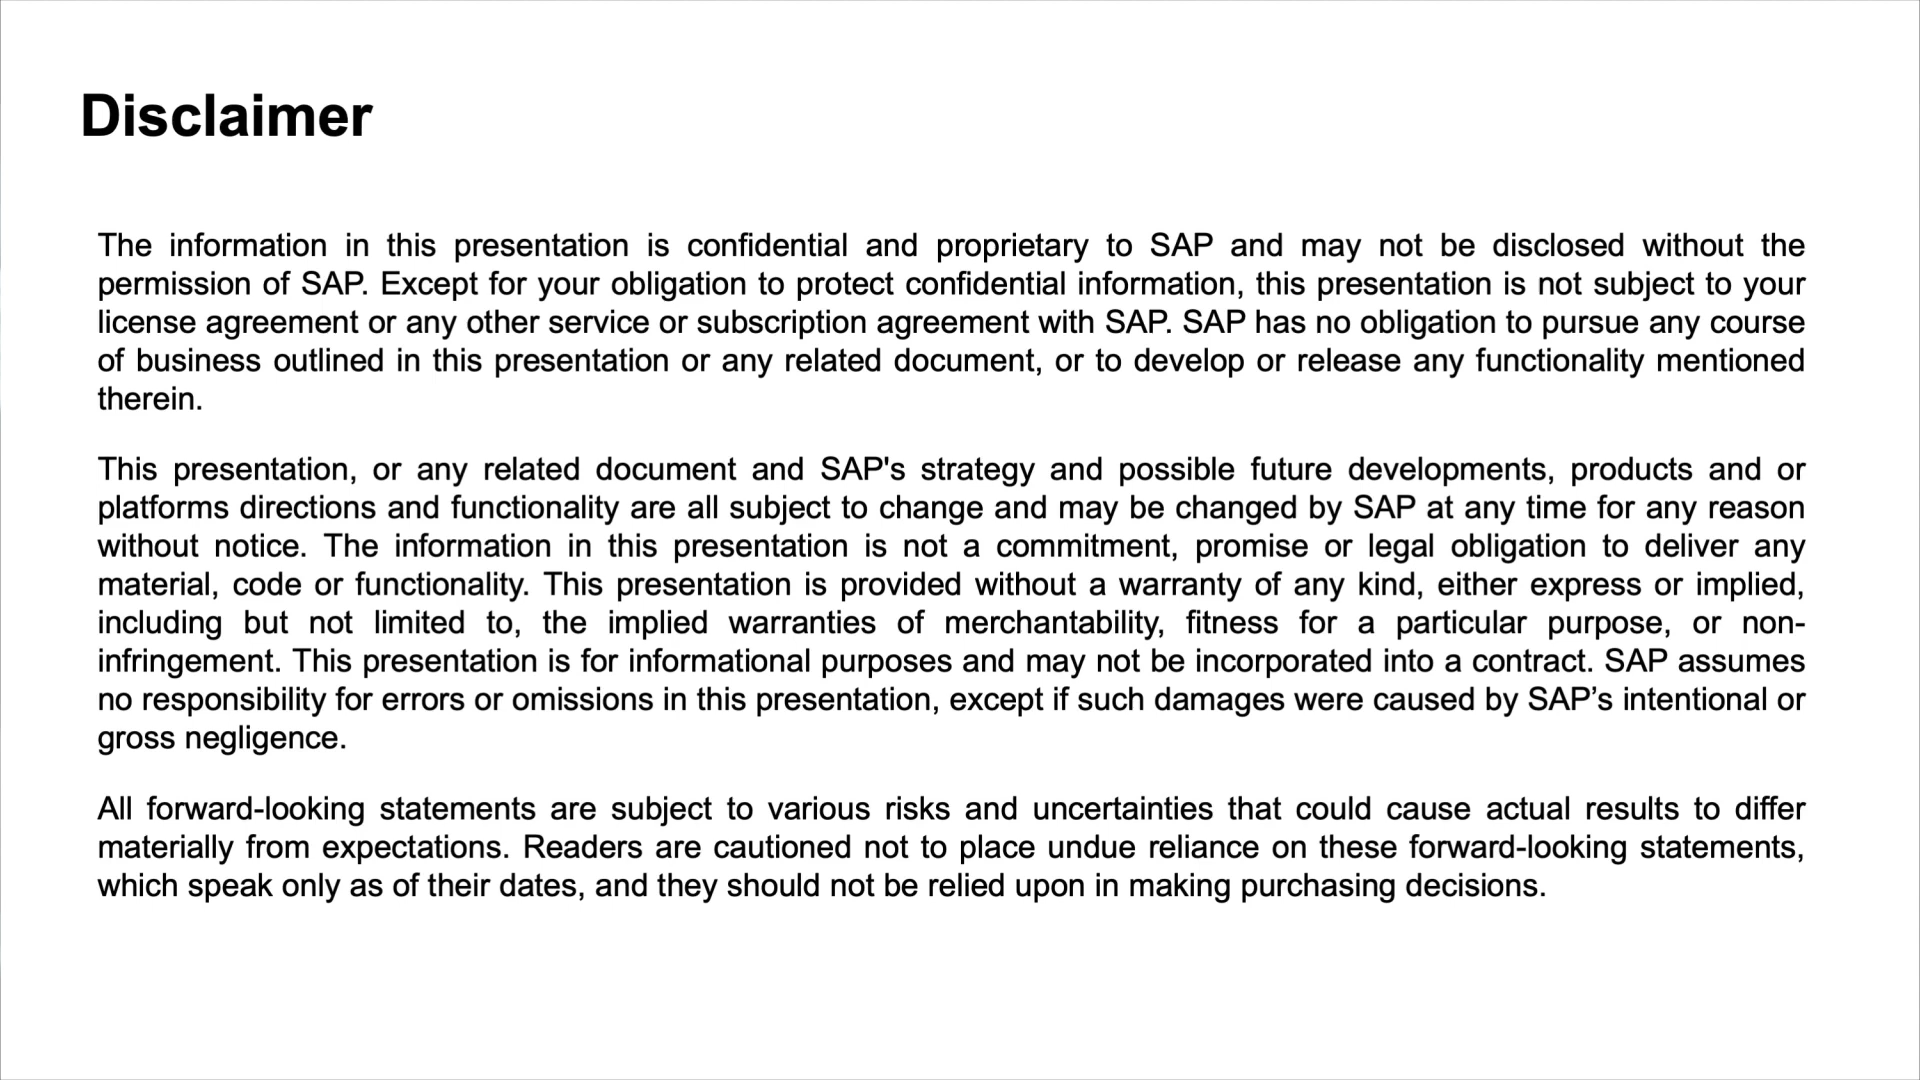 Disclaimer
The information in this presentation is confidential and proprietary to SAP and may not be disclosed without the
permission of SAP. Except for your obligation to protect confidential information, this presentation is not subject to your
license agreement or any other service or subscription agreement with SAP. SAP has no obligation to pursue any course
of business outlined in this presentation or any related document, or to develop or release any functionality mentioned
therein.
This presentation, or any related document and SAP's strategy and possible future developments, products and or
platforms directions and functionality are all subject to change and may be changed by SAP at any time for any reason
without notice. The information in this presentation is not a commitment, promise or legal obligation to deliver any
material, code or functionality. This presentation is provided without a warranty of any kind, either express or implied,
including but not limited to, the implied warranties of merchantability, fitness for a particular purpose, or non-
infringement. This presentation is for informational purposes and may not be incorporated into a contract. SAP assumes
no responsibility for errors or omissions in this presentation, except if such damages were caused by SAP’s intentional or
gross negligence.
All forward-looking statements are subject to various risks and uncertainties that could cause actual results to differ
materially from expectations. Readers are cautioned not to place undue reliance on these forward-looking statements,
which speak only as of their dates, and they should not be relied upon in making purchasing decisions.